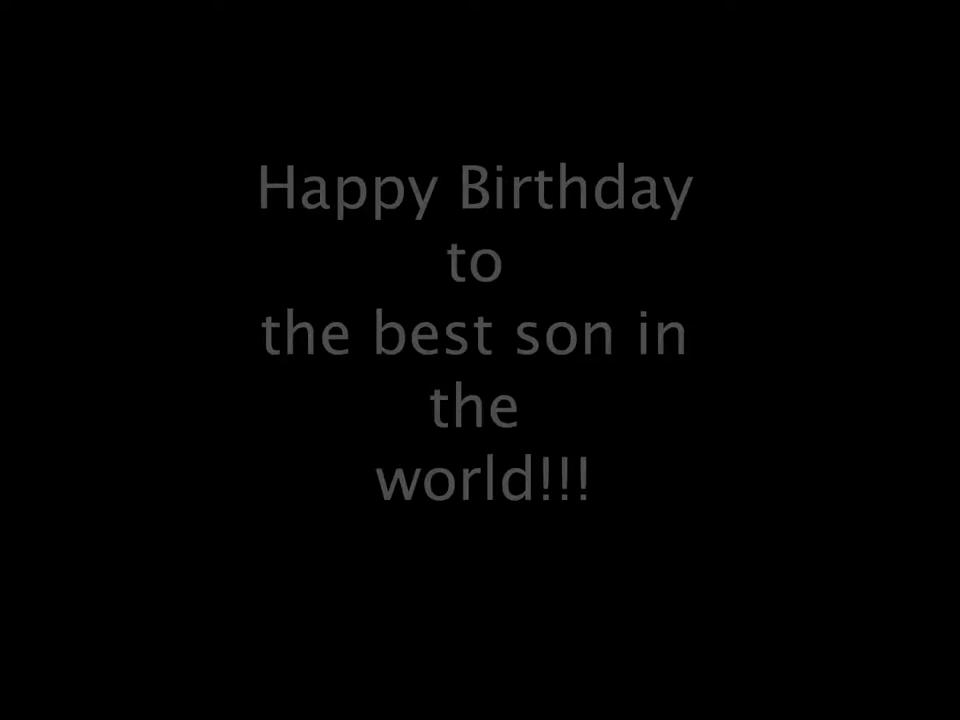 Happy Birthday
to
the best son in
the
world!!!